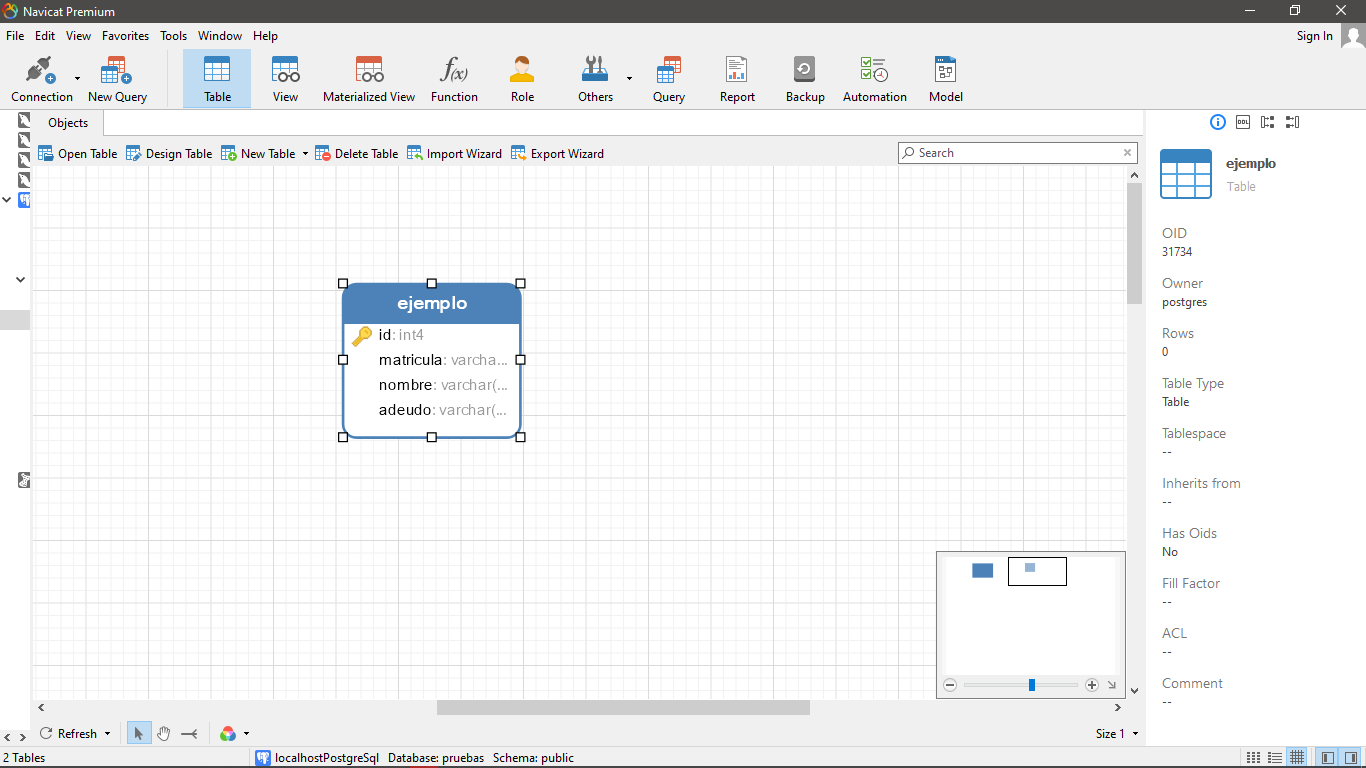 Navicat Premium
File Edit View Favorites Tools Window Help Sign In
Connection New Query Table View Materialized View Function Role Others Query Report Backup Automation Model
Objects
Open Table Design Table New Table Delete Table Import Wizard Export Wizard Search
ejemplo
id: int4
matricula: varcha...
nombre: varchar(...
adeudo: varchar(...
DDL
ejemplo
Table
OID
31734
Owner
postgres
Rows
0
Table Type
Table
Tablespace
--
Inherits from
--
Has Oids
No
Fill Factor
--
ACL
--
Comment
--
Refresh Size 1
2 Tables localhostPostgreSql Database: pruebas Schema: public